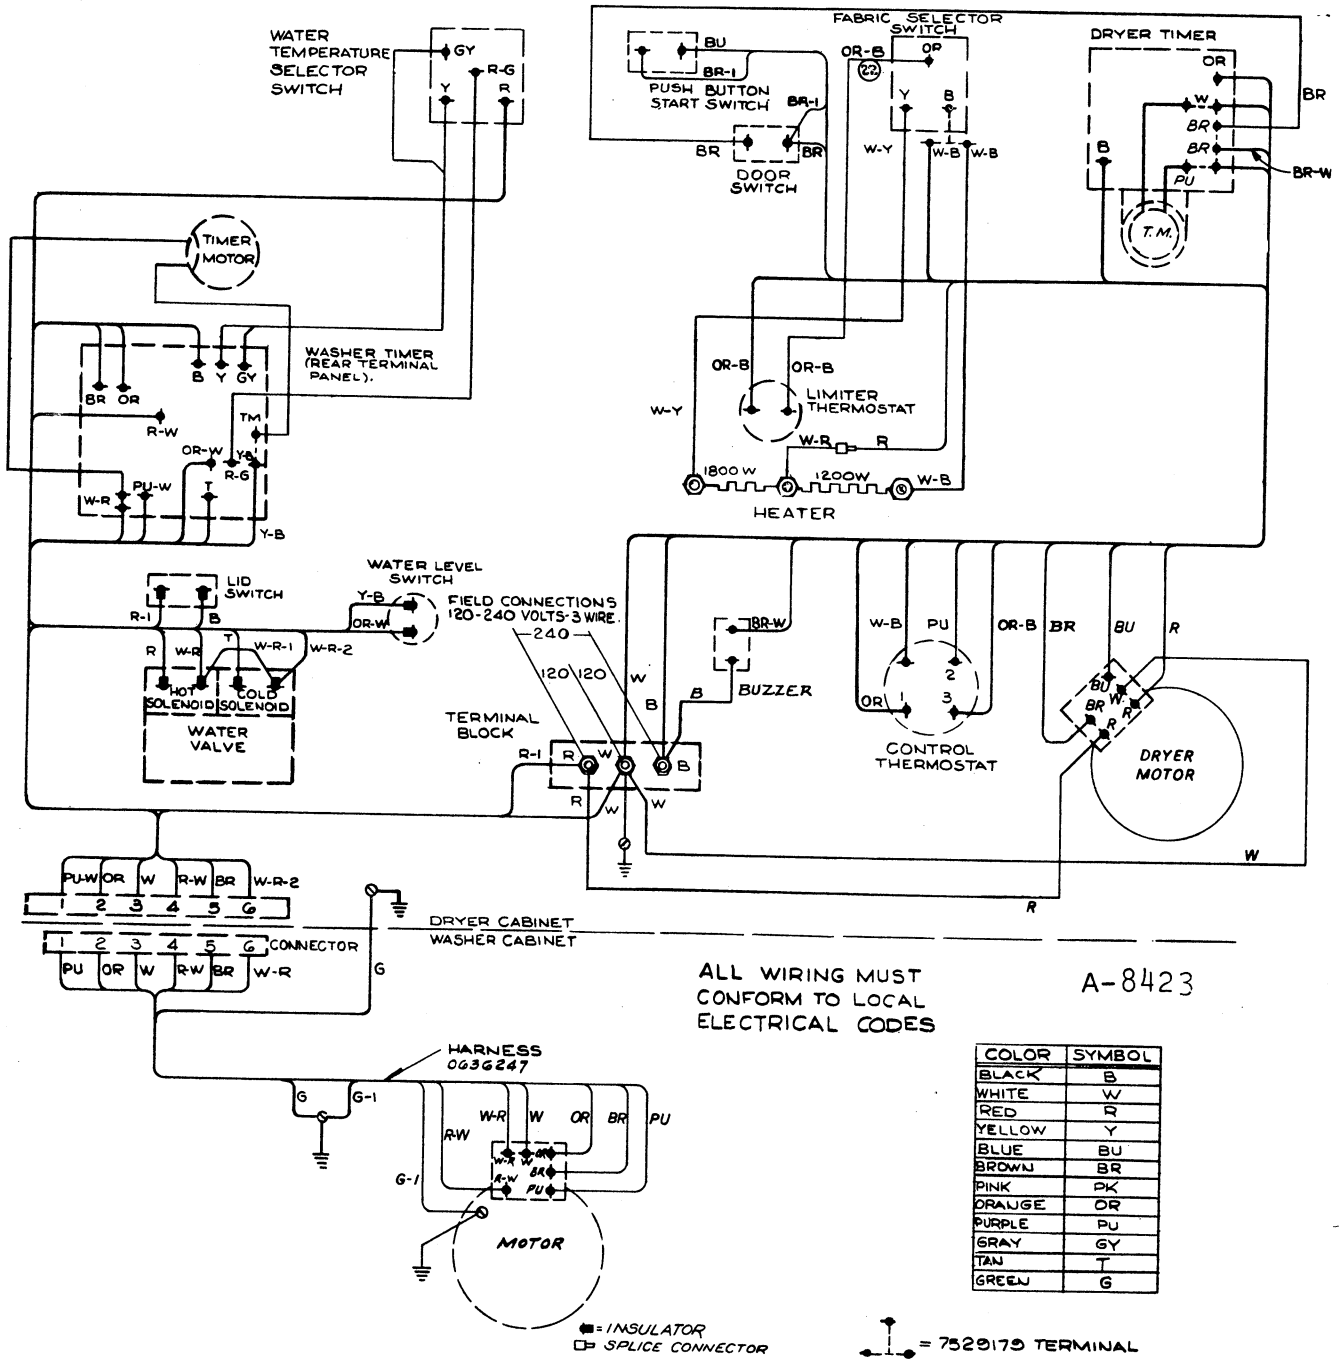 WATER
TEMPERATURE
SELECTOR
SWITCH
GY
R-G
Y
R
BU
BR-1
PUSH BUTTON
START SWITCH
BR-1
BR
BR
DOOR
SWITCH
FABRIC SELECTOR
SWITCH
OR-B
22
OR
Y
B
W-Y
W-B
W-B
DRYER TIMER
OR
W
BR
BR
B
PU
BR
BR-W
T.M.
TIMER
MOTOR
WASHER TIMER
(REAR TERMINAL
PANEL).
B
Y
GY
BR
OR
R-W
TM
OR-W
Y-B
R-G
W-R
PU-W
T
Y-B
OR-B
OR-B
LIMITER
THERMOSTAT
W-Y
W-R
R
1800W
1200W
W-B
HEATER
LID
SWITCH
R-1
B
WATER LEVEL
SWITCH
Y-B
OR-W
FIELD CONNECTIONS
120-240 VOLTS-3 WIRE.
240
120
120
R
W-R
T
W-R-1
W-R-2
HOT
SOLENOID
COLD
SOLENOID
WATER
VALVE
W
B
B
BR-W
BUZZER
W-B
PU
OR-B
BR
BU
R
OR
1
2
3
CONTROL
THERMOSTAT
BU
W
BR
R
R
DRYER
MOTOR
TERMINAL
BLOCK
R-1
R
W
B
R
W
W
W
R
PU-W
OR
W
R-W
BR
W-R-2
1
2
3
4
5
6
DRYER CABINET
WASHER CABINET
1
2
3
4
5
6
CONNECTOR
PU
OR
W
R-W
BR
W-R
G
ALL WIRING MUST
CONFORM TO LOCAL
ELECTRICAL CODES
A-8423
HARNESS
0636247
G
G-1
G-1
R-W
W-R
W
OR
BR
PU
W-R
W
OR
BR
R-W
PU
MOTOR
COLOR SYMBOL
BLACK B
WHITE W
RED R
YELLOW Y
BLUE BU
BROWN BR
PINK PK
ORANGE OR
PURPLE PU
GRAY GY
TAN T
GREEN G
= INSULATOR
= SPLICE CONNECTOR
= 7529179 TERMINAL